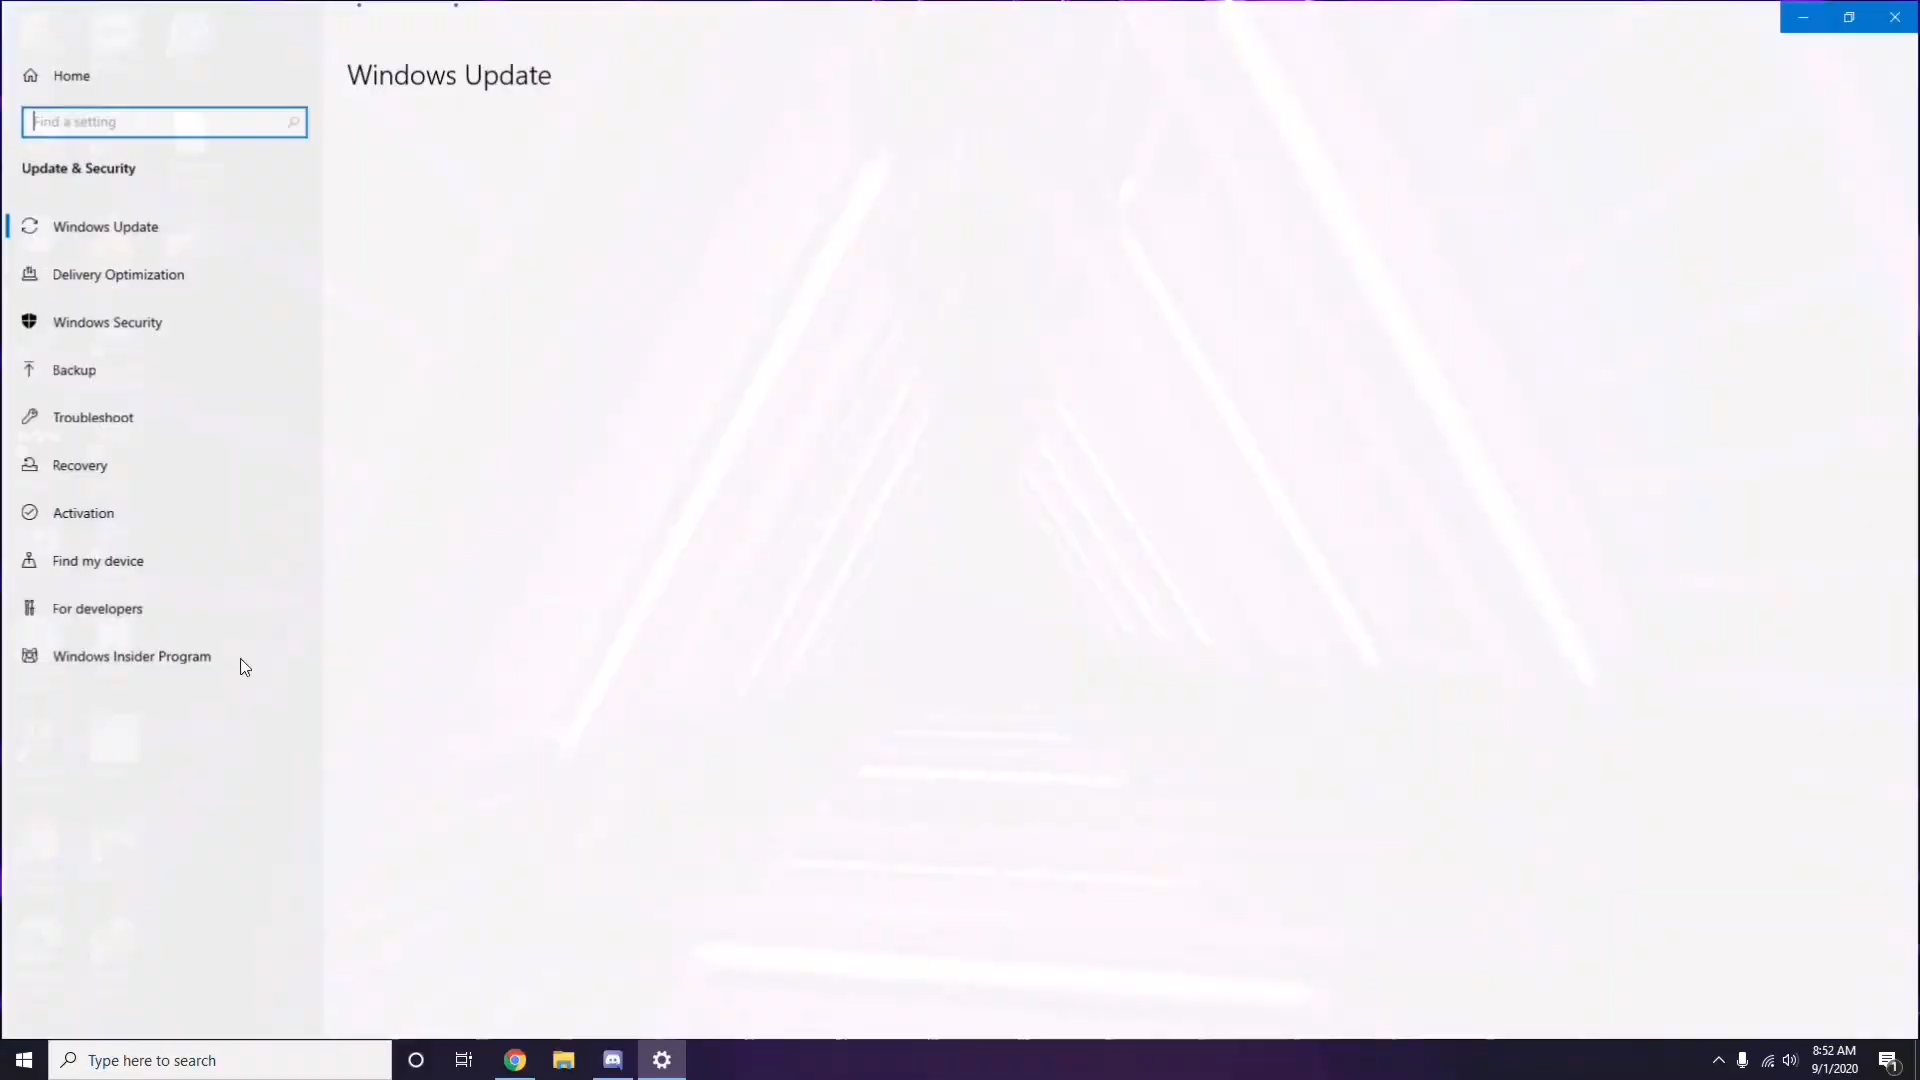 Home
Windows Update
Find a setting
Update & Security
Windows Update
Delivery Optimization
Windows Security
Backup
Troubleshoot
Recovery
Activation
Find my device
For developers
Windows Insider Program
Type here to search
8:52 AM
9/1/2020
1